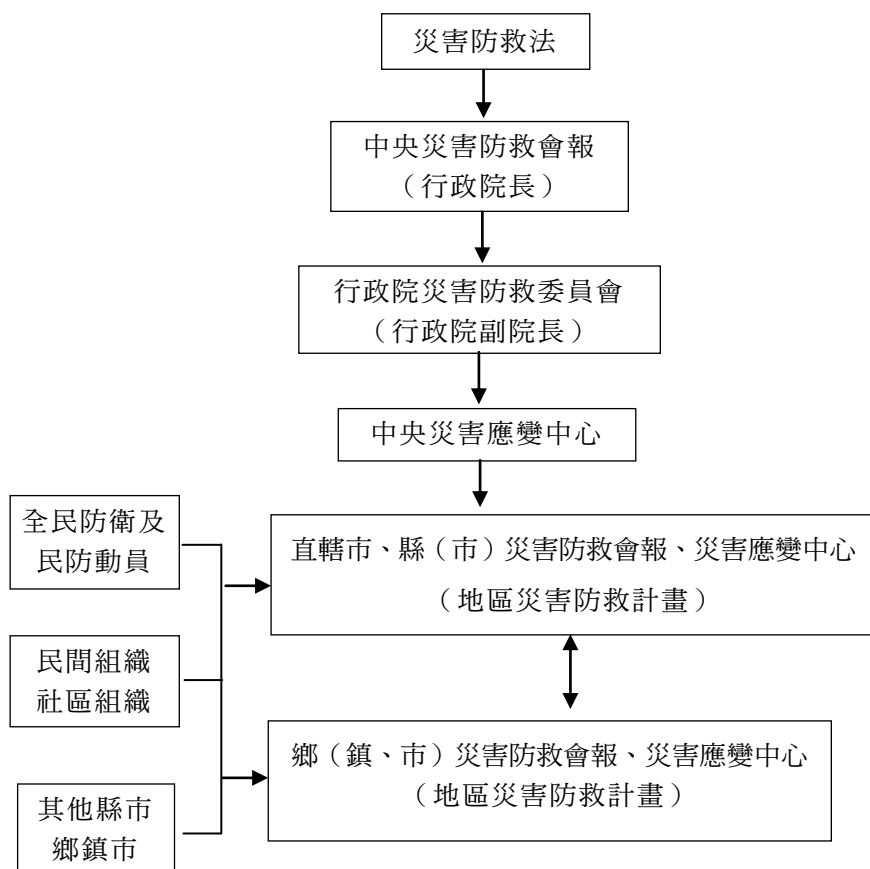 災害防救法
中央災害防救會報
（行政院長）
行政院災害防救委員會
（行政院副院長）
中央災害應變中心
全民防衛及
民防動員
直轄市、縣（市）災害防救會報、災害應變中心
（地區災害防救計畫）
民間組織
社區組織
鄉（鎮、市）災害防救會報、災害應變中心
（地區災害防救計畫）
其他縣市
鄉鎮市